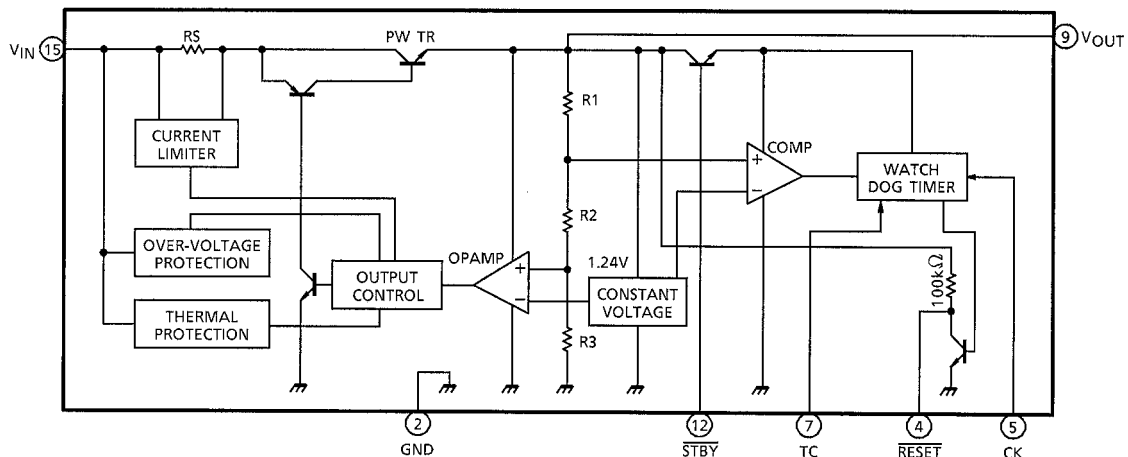 VIN 15 RS PW TR 9 VOUT
R1
CURRENT
LIMITER
COMP
+
−
WATCH
DOG TIMER
R2
OVER-VOLTAGE
PROTECTION
OUTPUT
CONTROL
OPAMP
+
−
1.24V
CONSTANT
VOLTAGE
100kΩ
THERMAL
PROTECTION
R3
2
GND
12
STBY
7
TC
4
RESET
5
CK